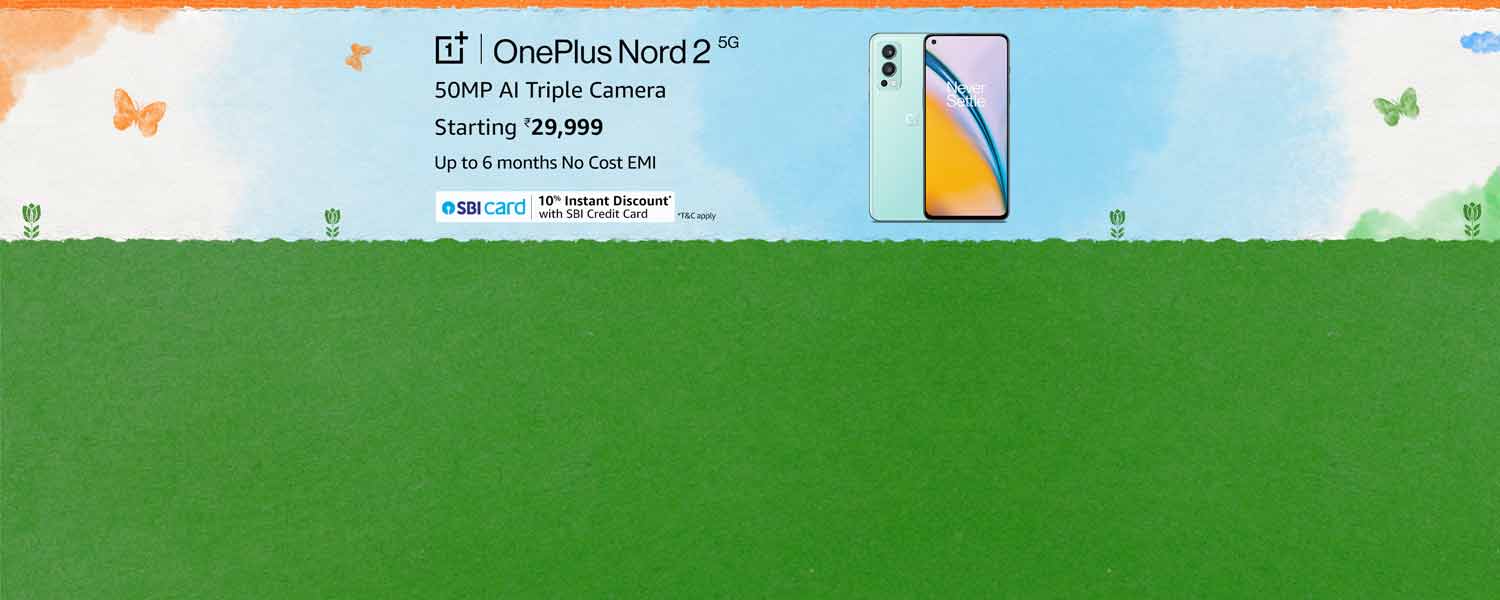 1+ | OnePlus Nord 2 5G
50MP AI Triple Camera
Starting ₹29,999
Up to 6 months No Cost EMI
SBI card
10% Instant Discount*
with SBI Credit Card
*T&C apply
Never
Settle